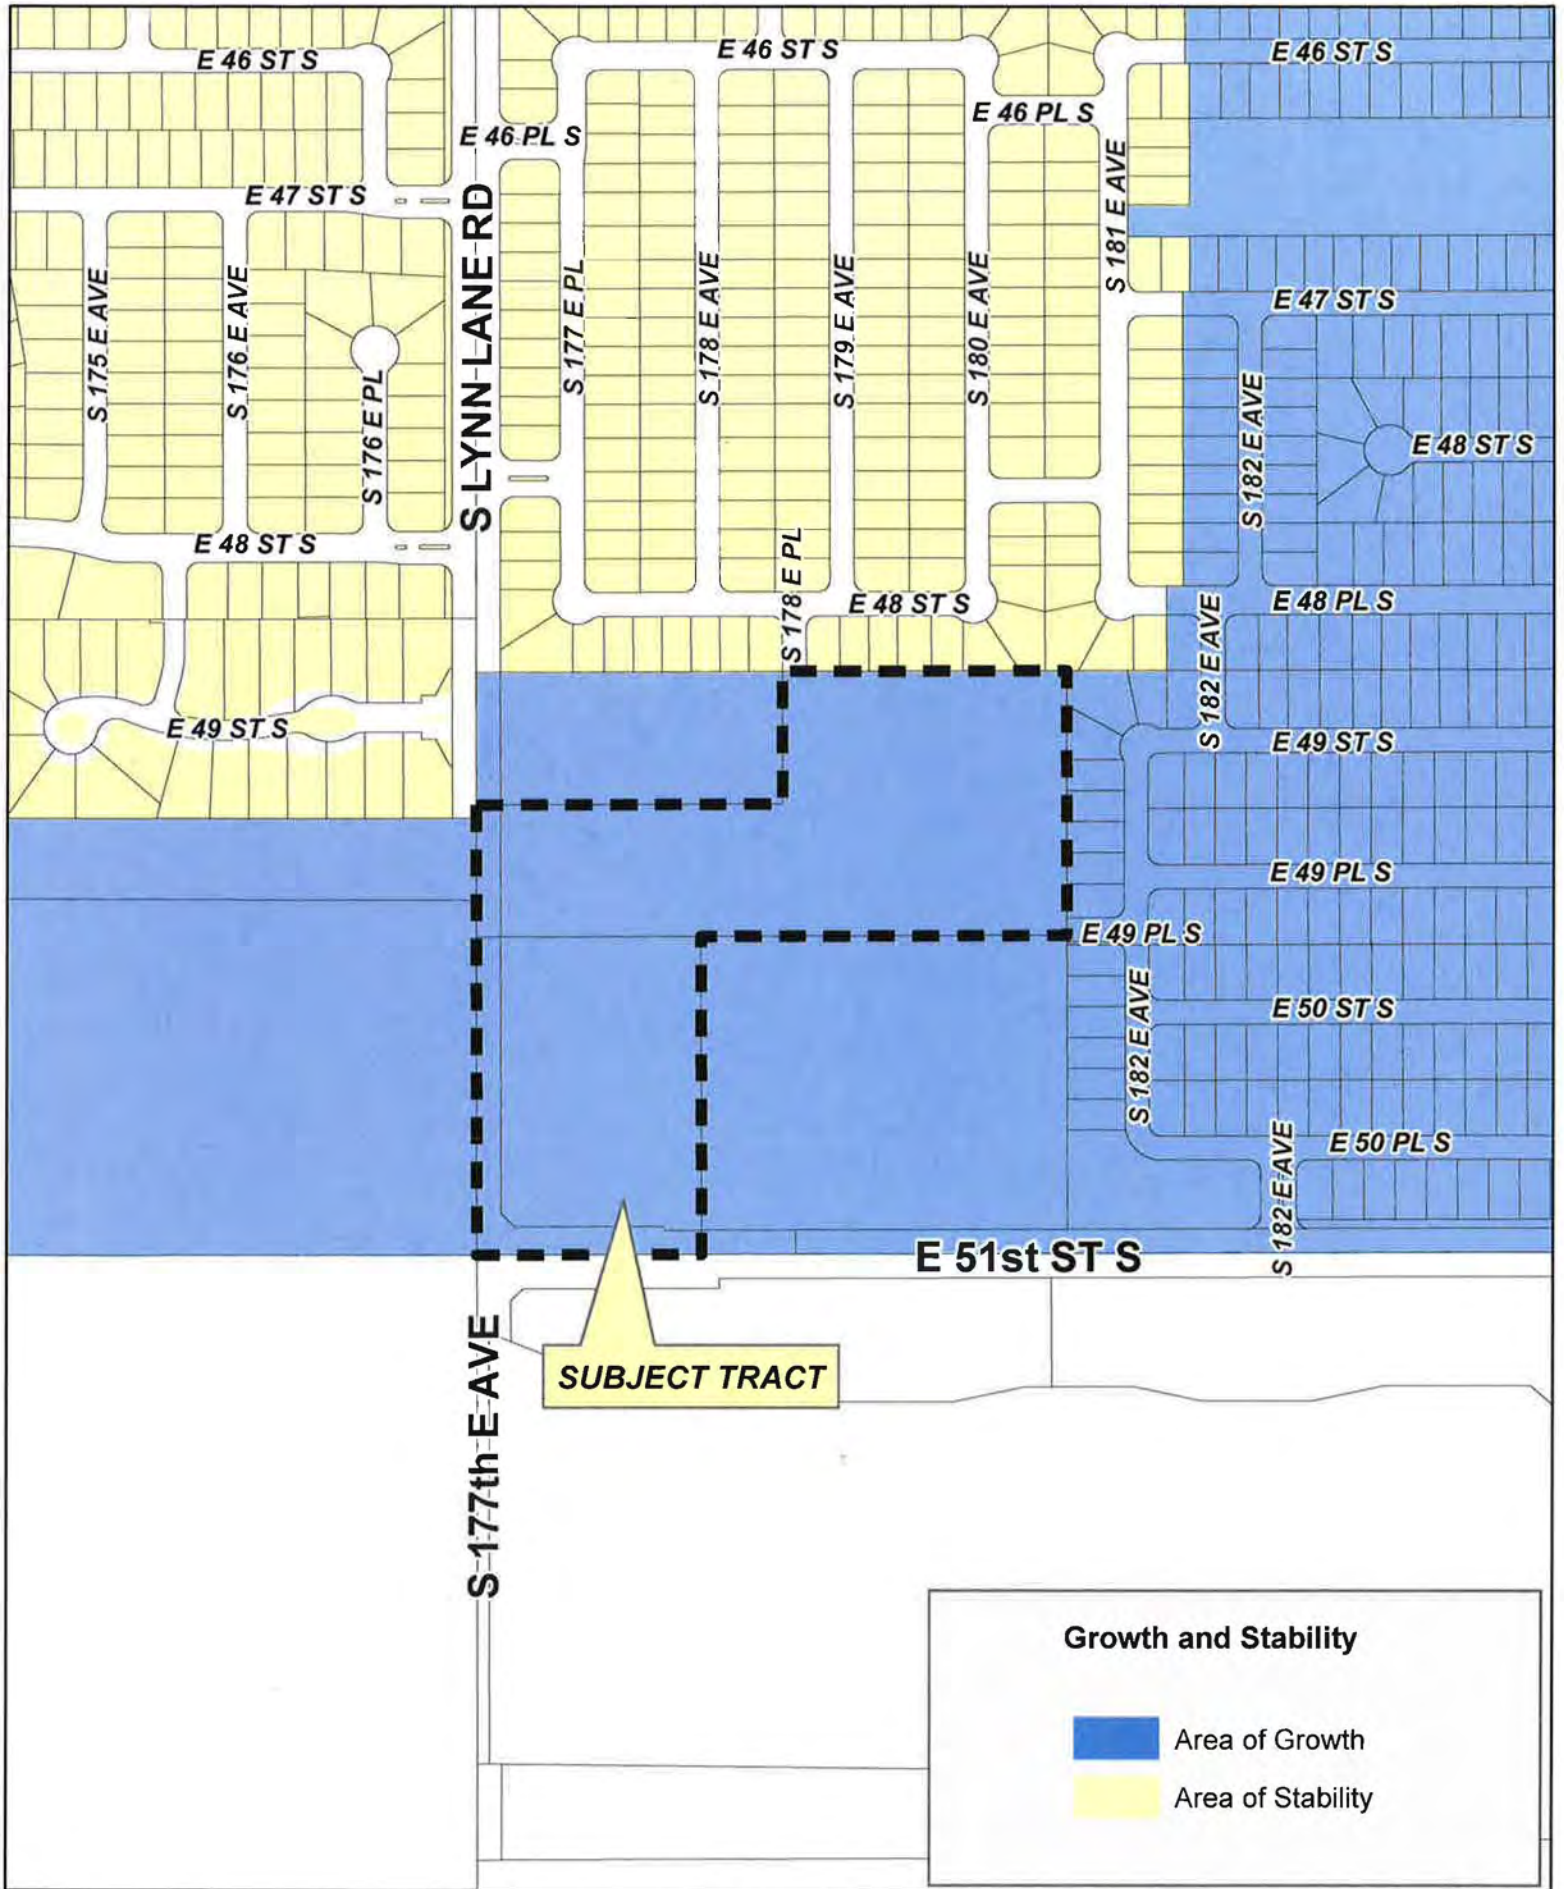 E 46 ST S
E 46 ST S
E 46 ST S
E 46 PL S
E 46 PL S
E 47 ST S
S LYNN LANE RD
S 181 E AVE
S 175 E AVE
S 176 E AVE
S 176 E PL
S 177 E PL
S 178 E AVE
S 179 E AVE
S 180 E AVE
E 47 ST S
S 182 E AVE
E 48 ST S
E 48 ST S
S 178 E PL
E 48 ST S
E 48 PL S
S 182 E AVE
E 49 ST S
E 49 ST S
E 49 PL S
E 49 PL S
S 182 E AVE
E 50 ST S
E 50 PL S
S 182 E AVE
E 51st ST S
S 177th E AVE
SUBJECT TRACT
Growth and Stability
Area of Growth
Area of Stability